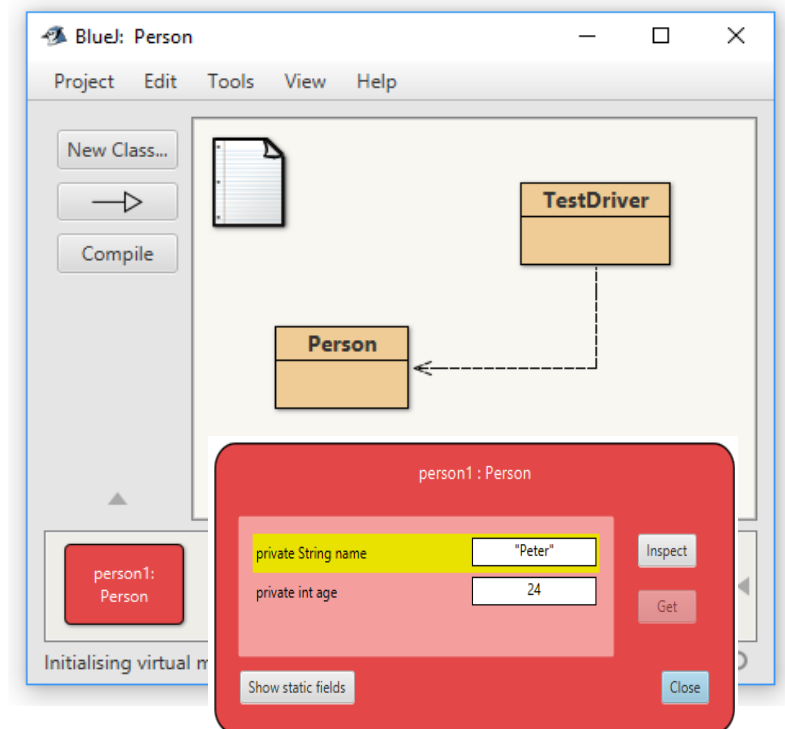 BlueJ: Person
Project Edit Tools View Help
New Class...
Compile
TestDriver
Person
person1 : Person
private String name "Peter"
Inspect
private int age 24
Get
Show static fields
Close
person1:
Person
Initialising virtual